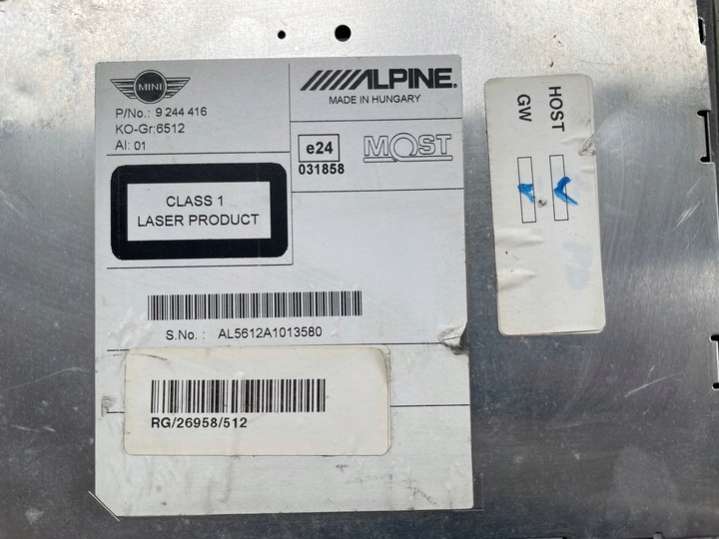 MINI
P/No.: 9 244 416
KO-Gr:6512
AI: 01
ALPINE®
MADE IN HUNGARY
e24
031858
MOST
CLASS 1
LASER PRODUCT
S.No. : AL5612A1013580
RG/26958/512
HOST
GW